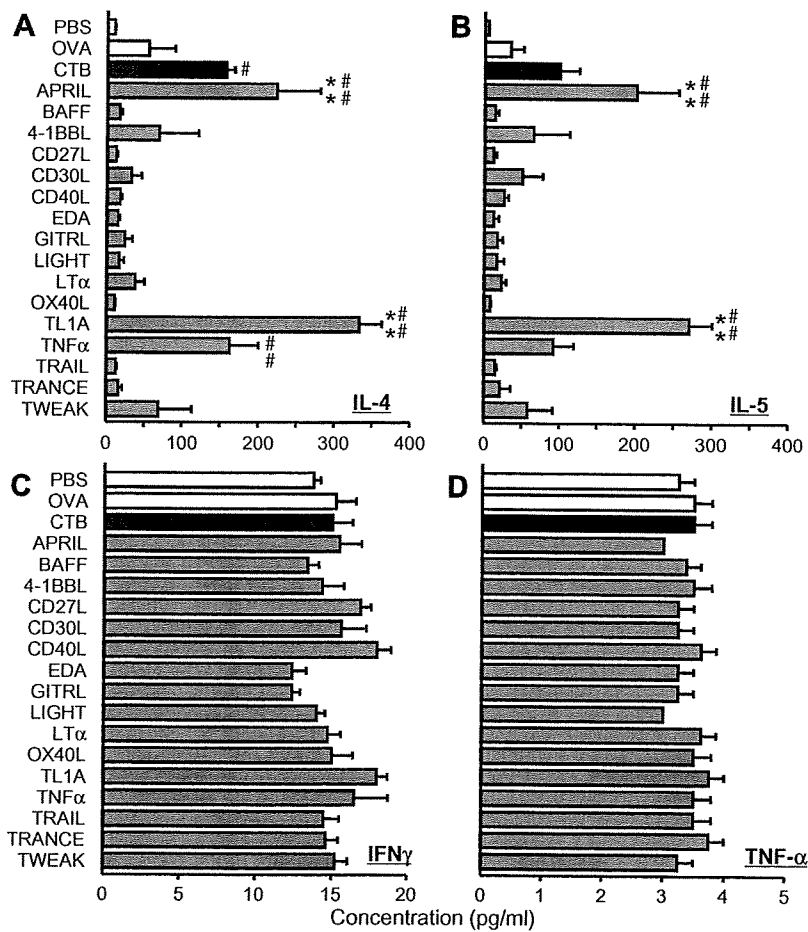 A
PBS
OVA
CTB #
APRIL * #
* #
BAFF
4-1BBL
CD27L
CD30L
CD40L
EDA
GITRL
LIGHT
LTα
OX40L
TL1A * #
* #
TNFα #
#
TRAIL
TRANCE
TWEAK
IL-4
0 100 200 300 400
B
* #
* #
* #
* #
IL-5
0 100 200 300 400
C
PBS
OVA
CTB
APRIL
BAFF
4-1BBL
CD27L
CD30L
CD40L
EDA
GITRL
LIGHT
LTα
OX40L
TL1A
TNFα
TRAIL
TRANCE
TWEAK
IFNγ
0 5 10 15 20
D
TNF-α
0 1 2 3 4 5
Concentration (pg/ml)